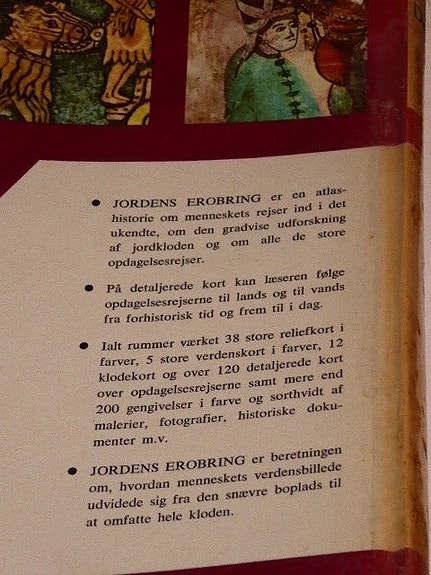 • JORDENS EROBRING er en atlas-
historie om menneskets rejser ind i det
ukendte, om den gradvise udforskning
af jordkloden og om alle de store
opdagelsesrejser.
• På detaljerede kort kan læseren følge
opdagelsesrejserne til lands og til vands
fra forhistorisk tid og frem til i dag.
• Ialt rummer værket 38 store reliefkort i
farver, 5 store verdenskort i farver, 12
klodekort og over 120 detaljerede kort
over opdagelsesrejserne samt mere end
200 gengivelser i farve og sorthvidt af
malerier, fotografier, historiske doku-
menter m.v.
• JORDENS EROBRING er beretningen
om, hvordan menneskets verdensbillede
udvidede sig fra den snævre boplads til
at omfatte hele kloden.